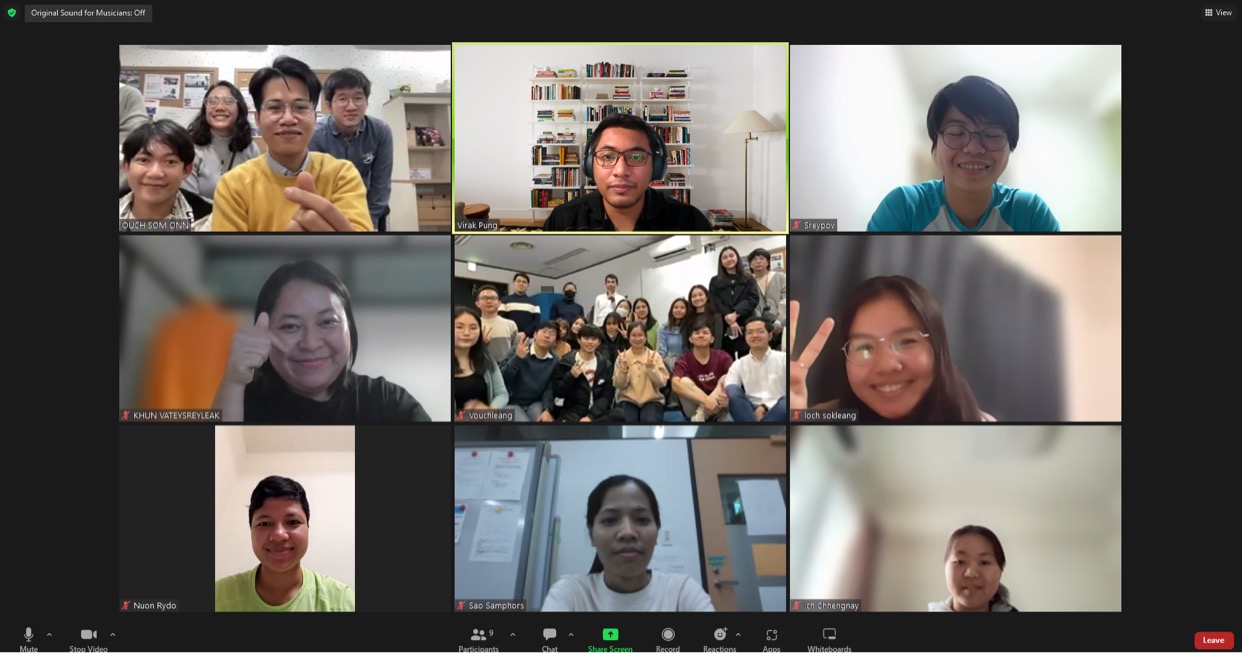 Original Sound for Musicians: Off
View
OUCH SOM ONN
Virak Pung
Sreypov
KHUN VATEYSREYLEAK
Vouchleang
loch sokleang
Nuon Rydo
Sao Samphors
Ich Chhengnay
Mute
Stop Video
Participants
9
Chat
Share Screen
Record
Reactions
Apps
Whiteboards
Leave